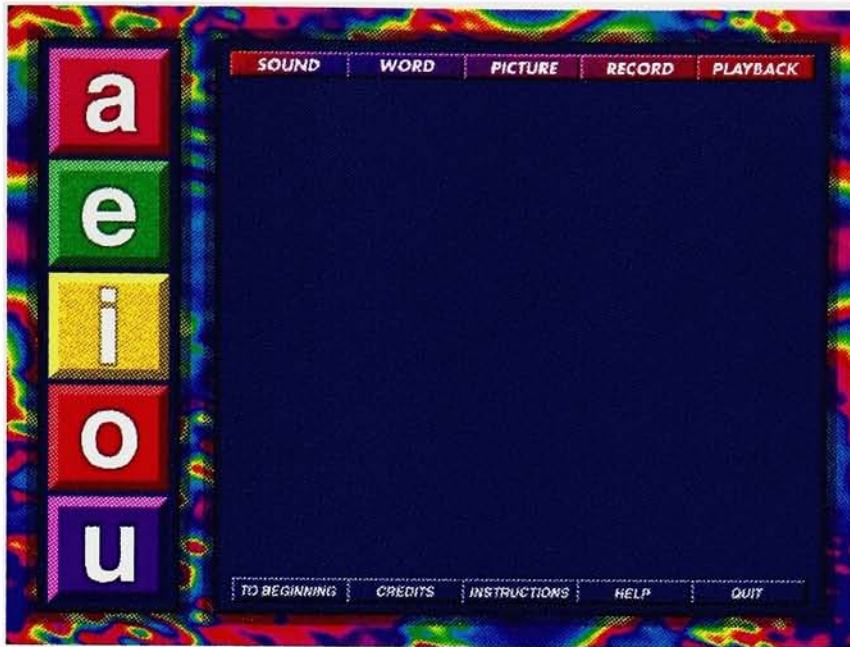 a
e
i
o
u
SOUND WORD PICTURE RECORD PLAYBACK
TO BEGINNING CREDITS INSTRUCTIONS HELP QUIT